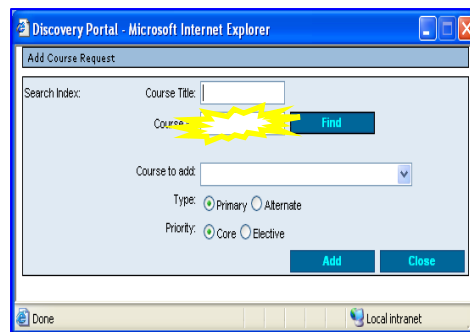 Discovery Portal - Microsoft Internet Explorer
Add Course Request
Search Index: Course Title:
Course
Find
Course to add:
Type: Primary Alternate
Priority: Core Elective
Add Close
Done Local intranet